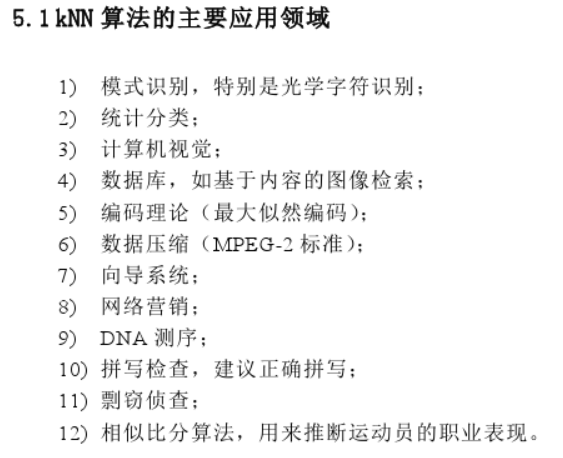 5.1 kNN 算法的主要应用领域
1) 模式识别，特别是光学字符识别；
2) 统计分类；
3) 计算机视觉；
4) 数据库，如基于内容的图像检索；
5) 编码理论（最大似然编码）；
6) 数据压缩（MPEG-2 标准）；
7) 向导系统；
8) 网络营销；
9) DNA 测序；
10) 拼写检查，建议正确拼写；
11) 剽窃侦查；
12) 相似比分算法，用来推断运动员的职业表现。